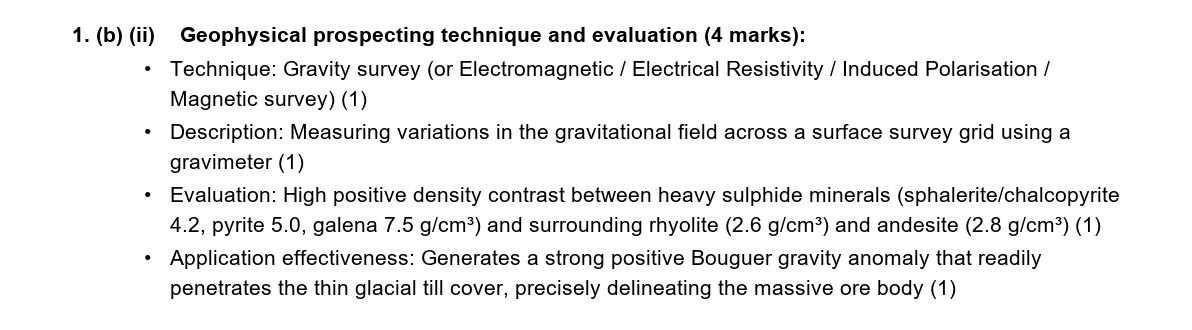 1. (b) (ii) Geophysical prospecting technique and evaluation (4 marks):
• Technique: Gravity survey (or Electromagnetic / Electrical Resistivity / Induced Polarisation /
Magnetic survey) (1)
• Description: Measuring variations in the gravitational field across a surface survey grid using a
gravimeter (1)
• Evaluation: High positive density contrast between heavy sulphide minerals (sphalerite/chalcopyrite
4.2, pyrite 5.0, galena 7.5 g/cm³) and surrounding rhyolite (2.6 g/cm³) and andesite (2.8 g/cm³) (1)
• Application effectiveness: Generates a strong positive Bouguer gravity anomaly that readily
penetrates the thin glacial till cover, precisely delineating the massive ore body (1)